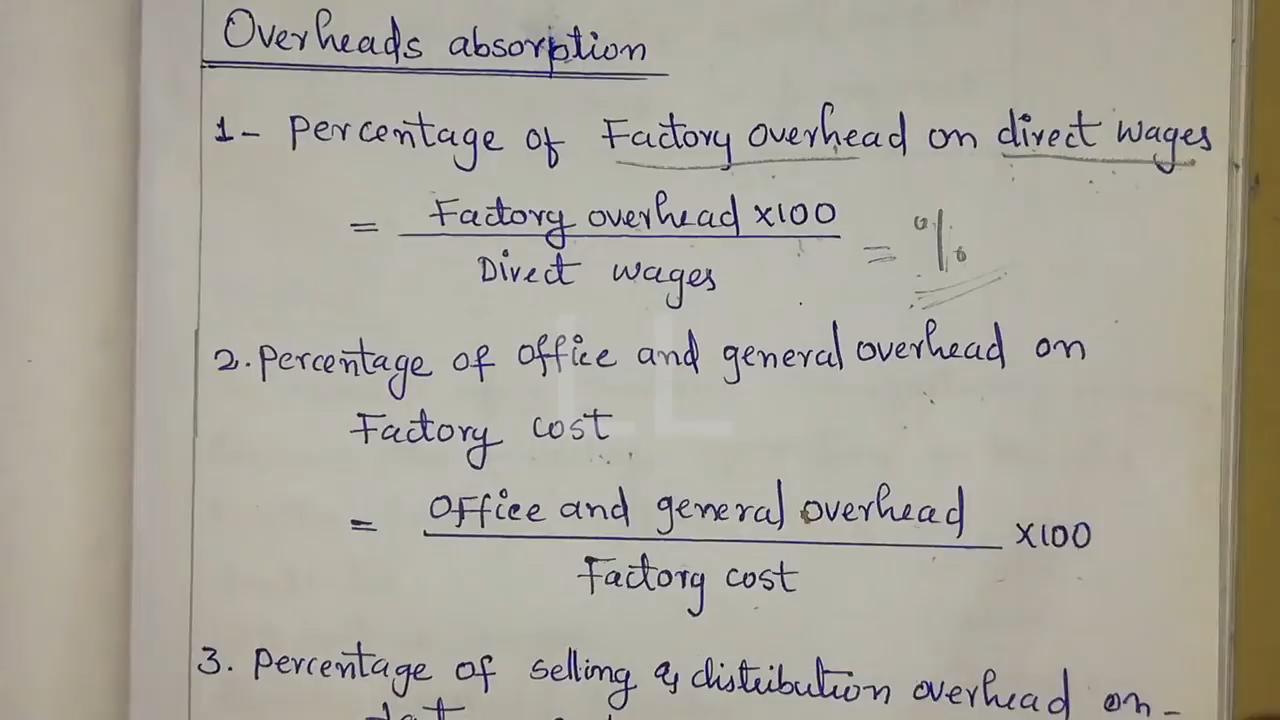 Overheads absorption
1- Percentage of Factory overhead on direct wages
= Factory overhead x100
Direct wages
= %
2. Percentage of office and general overhead on
Factory cost
= Office and general overhead x100
Factory cost
3. Percentage of selling & distribution overhead on-
LL